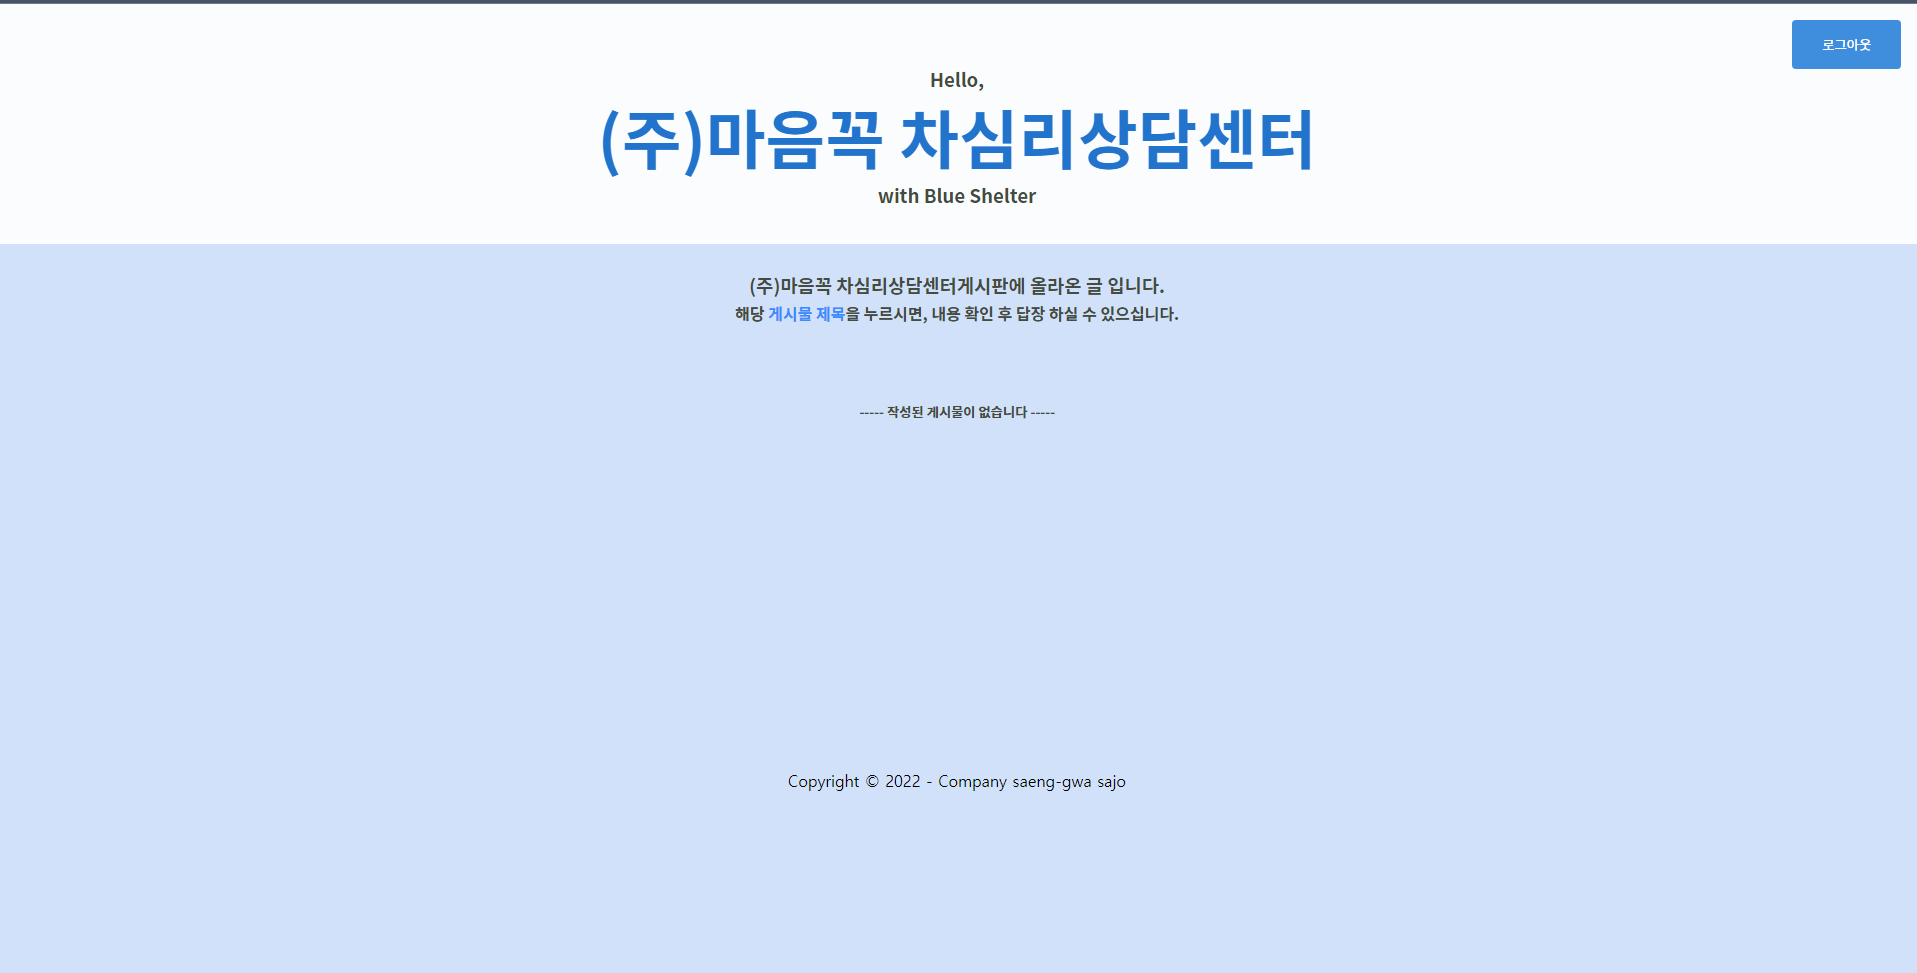 로그아웃
Hello,
(주)마음꼭 차심리상담센터
with Blue Shelter
(주)마음꼭 차심리상담센터게시판에 올라온 글 입니다.
해당 게시물 제목을 누르시면, 내용 확인 후 답장 하실 수 있으십니다.
----- 작성된 게시물이 없습니다 -----
Copyright © 2022 - Company saeng-gwa sajo